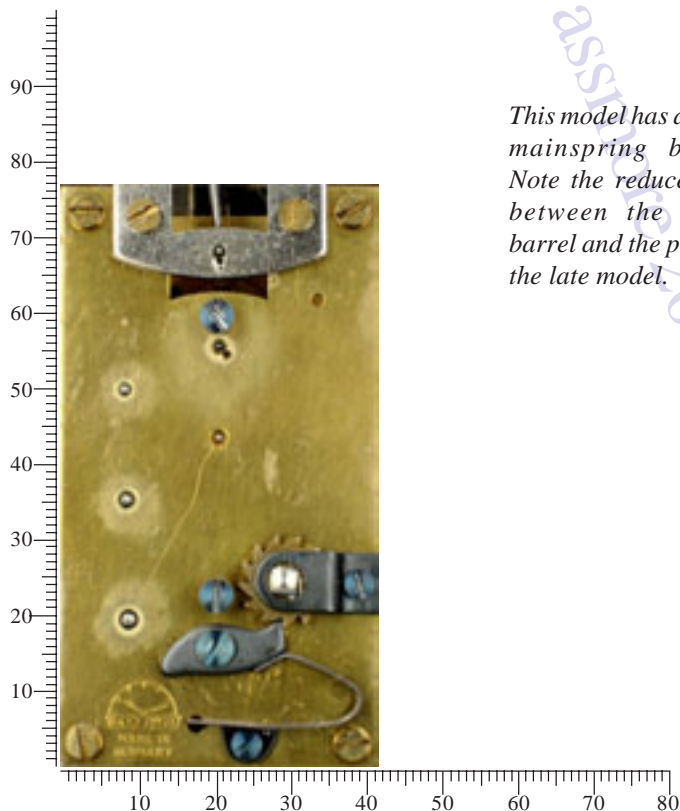 90
80
70
60
50
40
30
20
10
10 20 30 40 50 60 70 80
This model has
mainspring
Note the
between the
barrel and the
the late model.
assmore
MADE IN
GERMANY